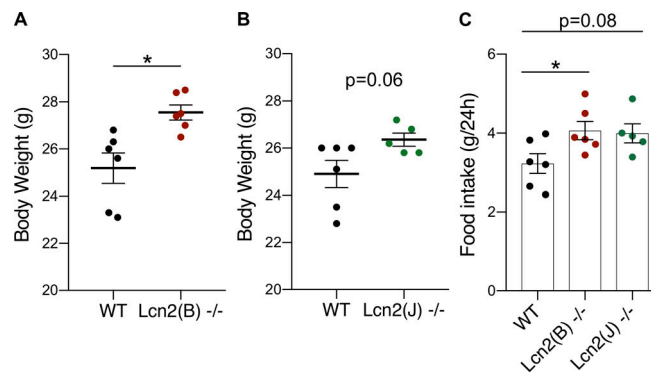 A
Body Weight (g)
30
28
26
24
22
20
*
WT
Lcn2(B) -/-
B
Body Weight (g)
30
28
26
24
22
20
p=0.06
WT
Lcn2(J) -/-
C
p=0.08
*
Food intake (g/24h)
6
4
2
0
WT
Lcn2(B) -/-
Lcn2(J) -/-